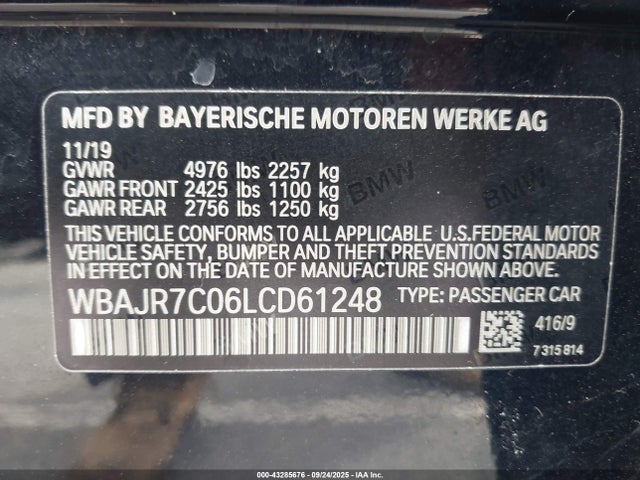 MFD BY BAYERISCHE MOTOREN WERKE AG
11/19
GVWR 4976 lbs 2257 kg
GAWR FRONT 2425 lbs 1100 kg
GAWR REAR 2756 lbs 1250 kg
BMW
THIS VEHICLE CONFORMS TO ALL APPLICABLE U.S.FEDERAL MOTOR
VEHICLE SAFETY, BUMPER AND THEFT PREVENTION STANDARDS
IN EFFECT ON THE DATE OF MANUFACTURE SHOWN ABOVE.
WBAJR7C06LCD61248 TYPE: PASSENGER CAR
416/9
7 315 814
000-43285676 - 09/24/2025 - IAA, Inc.